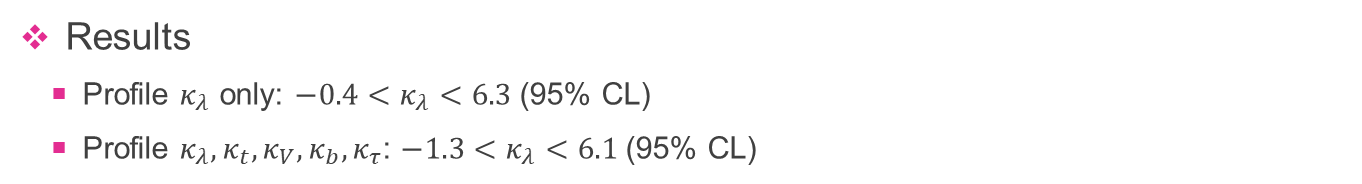 ❖ Results
▪ Profile κ_λ only: −0.4 < κ_λ < 6.3 (95% CL)
▪ Profile κ_λ, κ_t, κ_V, κ_b, κ_τ: −1.3 < κ_λ < 6.1 (95% CL)